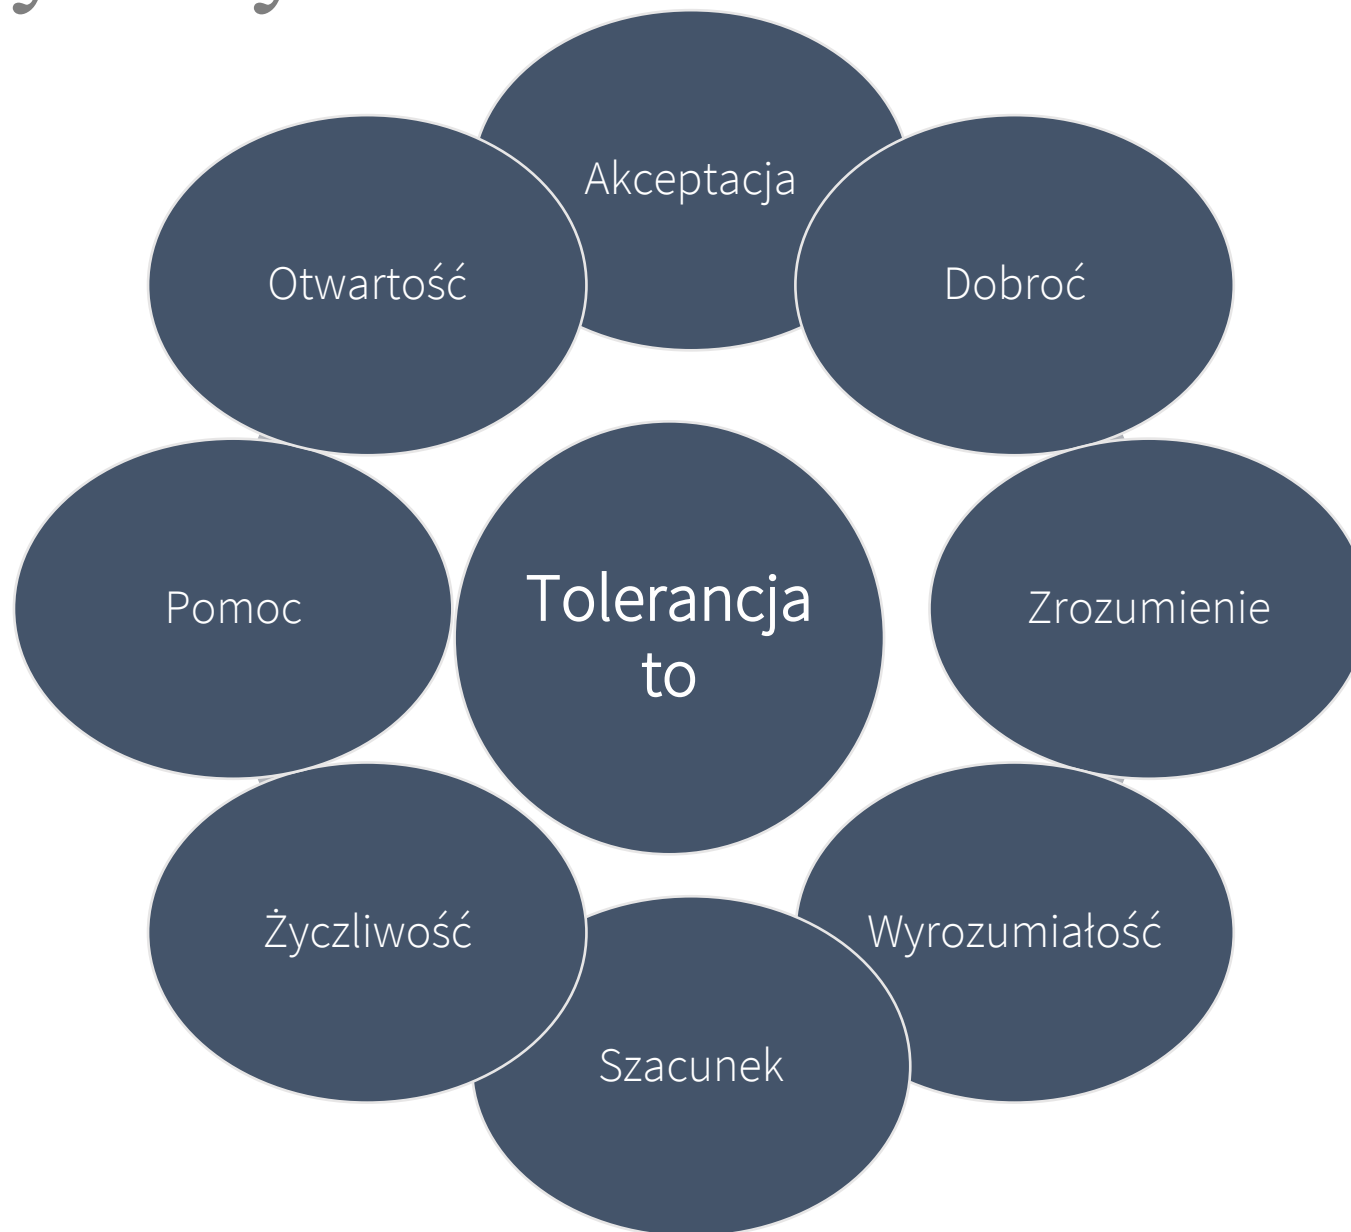 Akceptacja
Otwartość
Dobroć
Pomoc
Tolerancja
to
Zrozumienie
Życzliwość
Wyrozumiałość
Szacunek